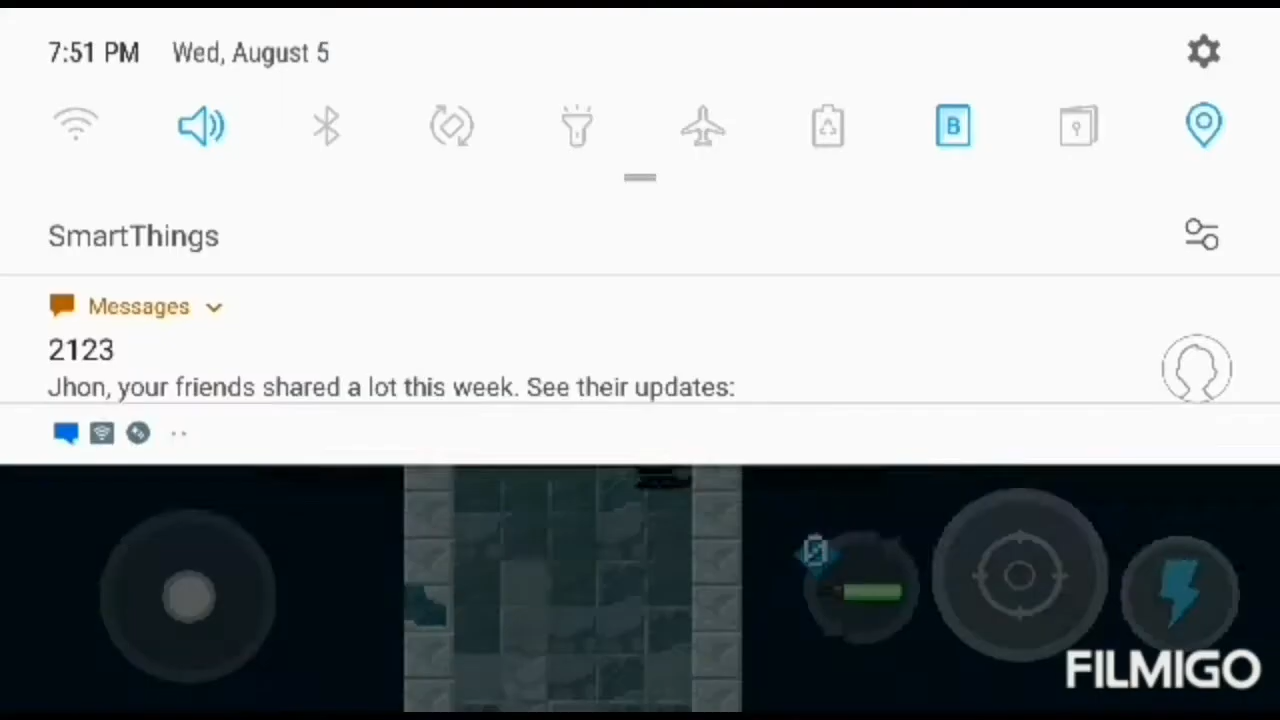 7:51 PM Wed, August 5
B
SmartThings
Messages
2123
Jhon, your friends shared a lot this week. See their updates:
0
FILMIGO